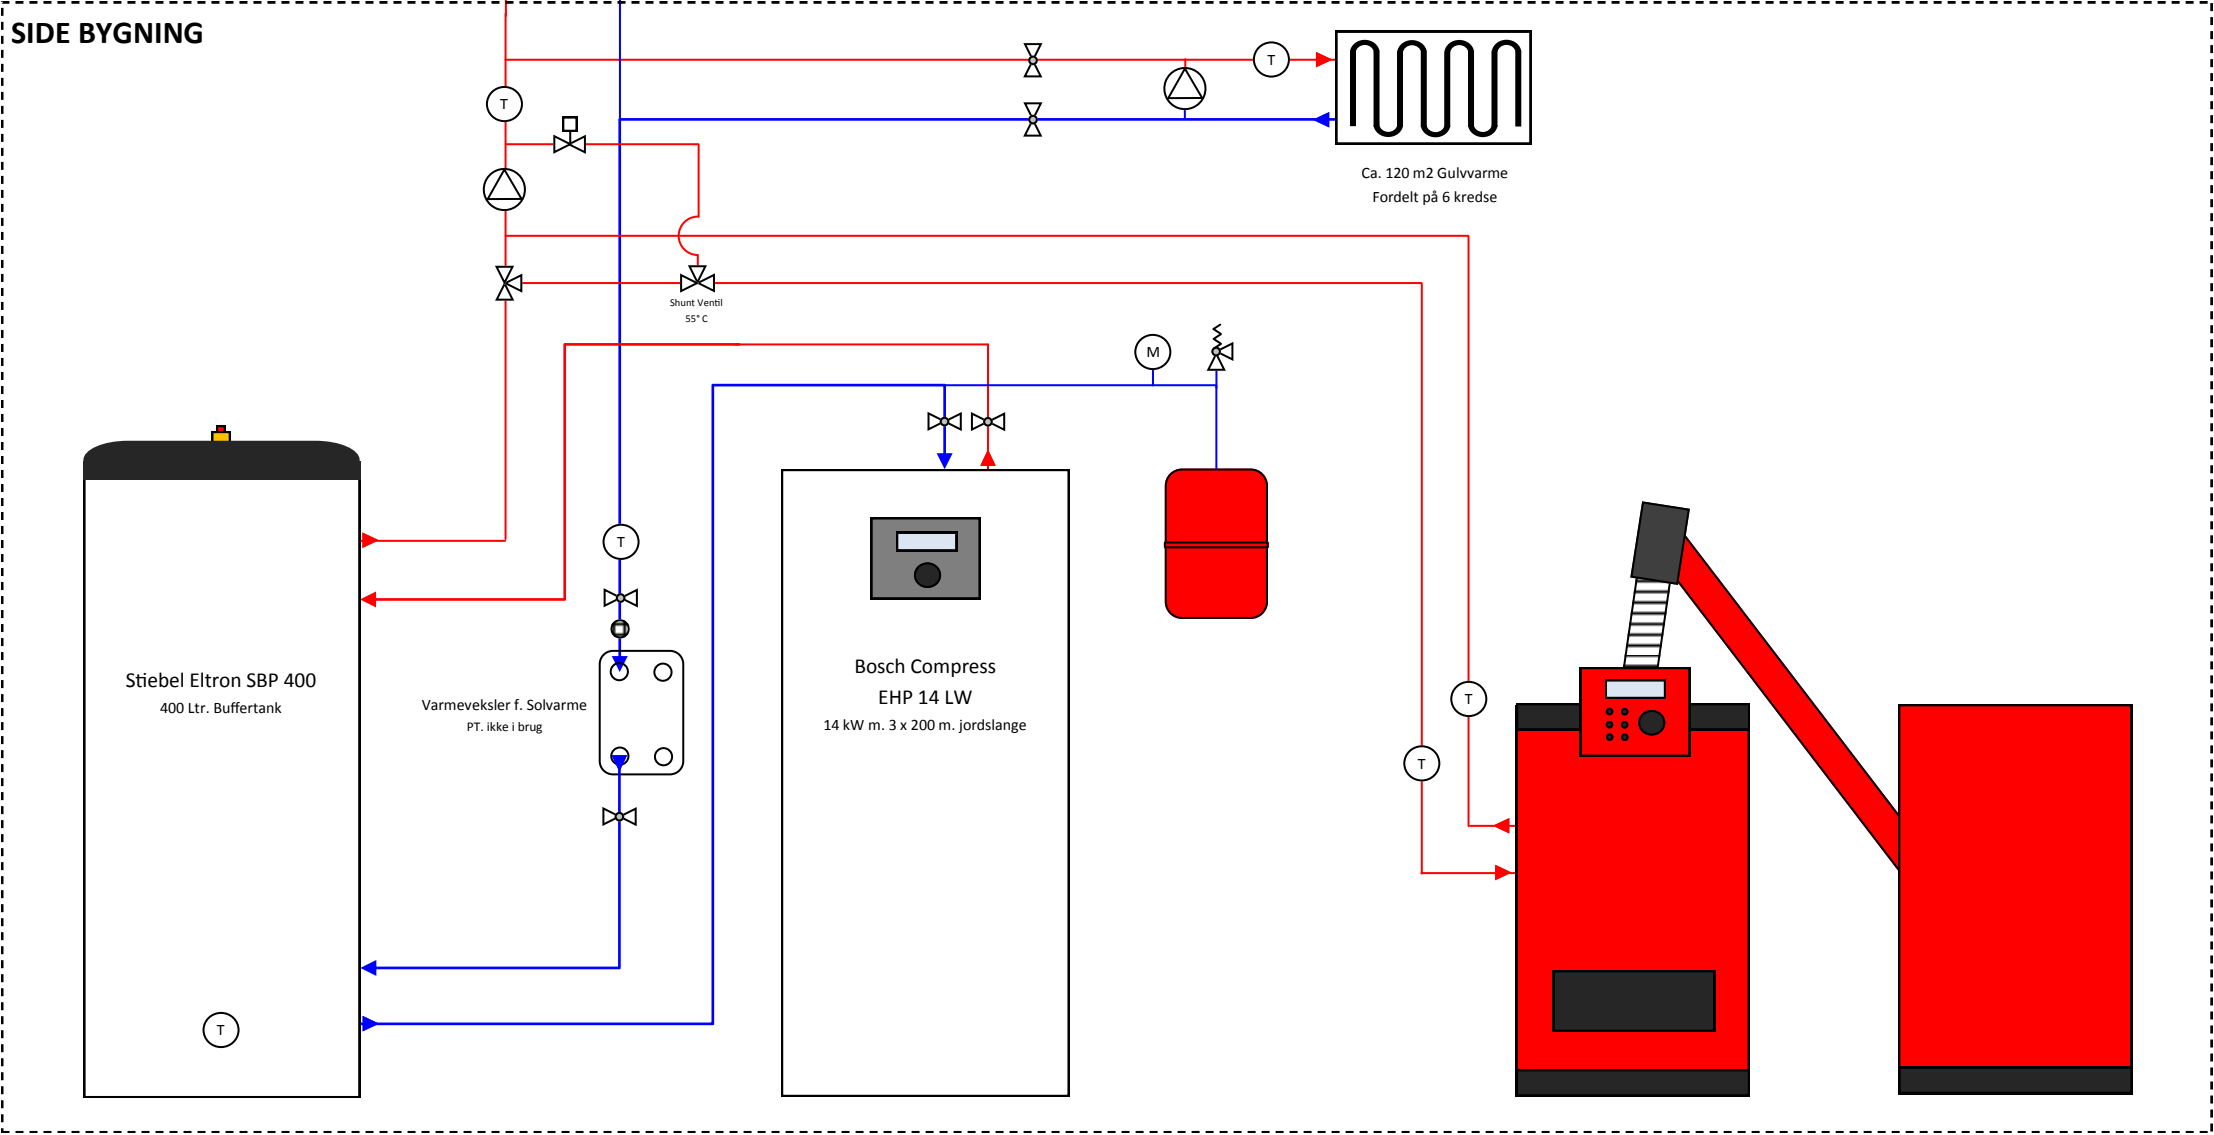 SIDE BYGNING
T
T
Ca. 120 m2 Gulvvarme
Fordelt på 6 kredse
Shunt Ventil
55° C
M
T
Stiebel Eltron SBP 400
400 Ltr. Buffertank
Varmeveksler f. Solvarme
PT. ikke i brug
Bosch Compress
EHP 14 LW
14 kW m. 3 x 200 m. jordslange
T
T
T